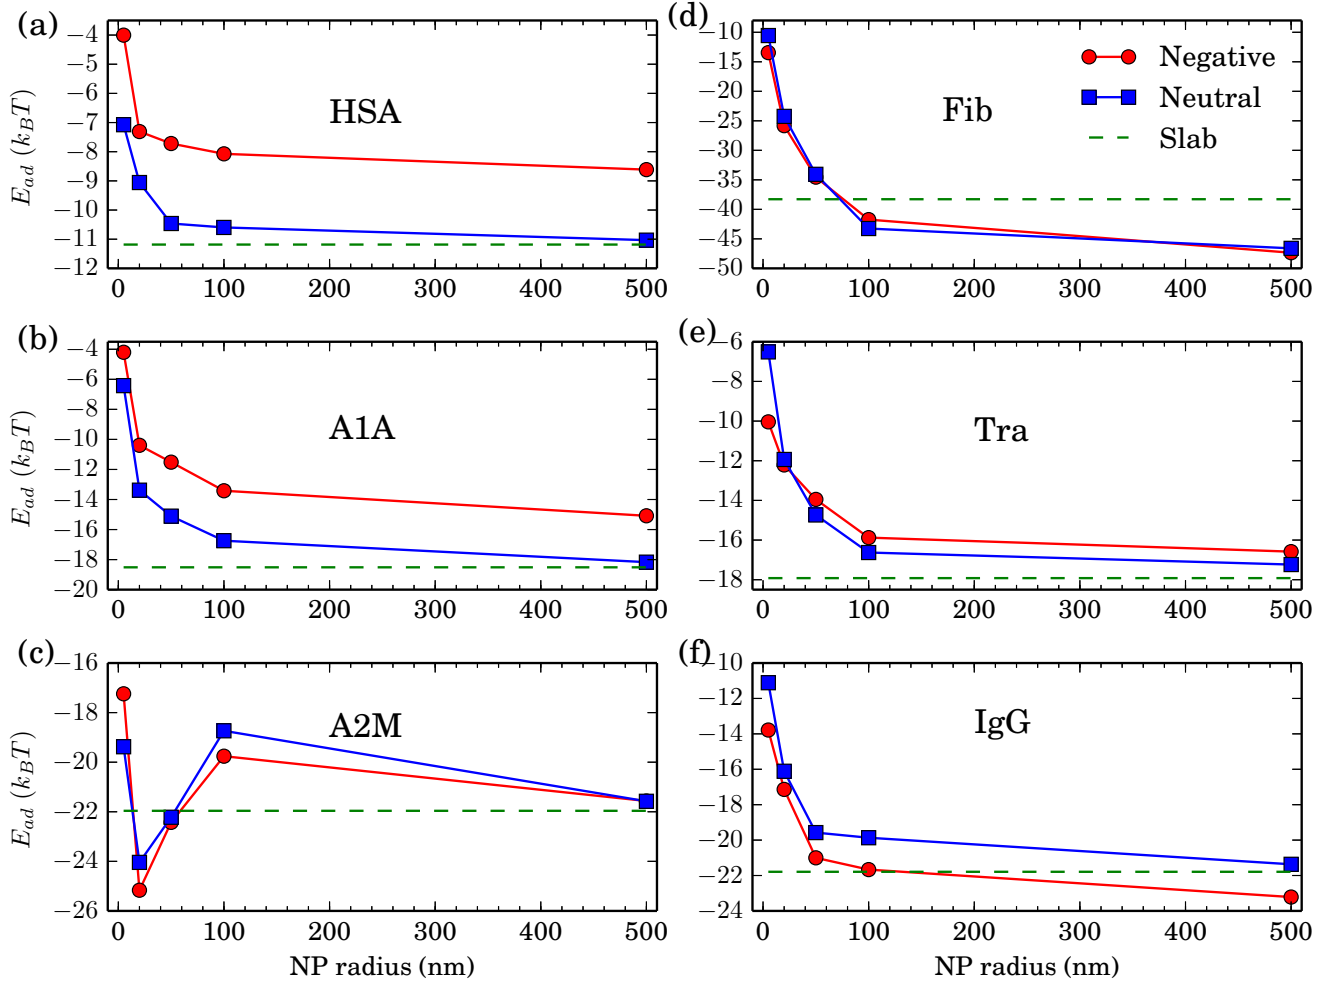 (a)
HSA
E_ad (k_BT)
−4
−5
−6
−7
−8
−9
−10
−11
−12
0 100 200 300 400 500
(d)
Fib
Negative
Neutral
Slab
−10
−15
−20
−25
−30
−35
−40
−45
−50
0 100 200 300 400 500
(b)
A1A
E_ad (k_BT)
−4
−6
−8
−10
−12
−14
−16
−18
−20
0 100 200 300 400 500
(e)
Tra
−6
−8
−10
−12
−14
−16
−18
0 100 200 300 400 500
(c)
A2M
E_ad (k_BT)
−16
−18
−20
−22
−24
−26
0 100 200 300 400 500
NP radius (nm)
(f)
IgG
−10
−12
−14
−16
−18
−20
−22
−24
0 100 200 300 400 500
NP radius (nm)